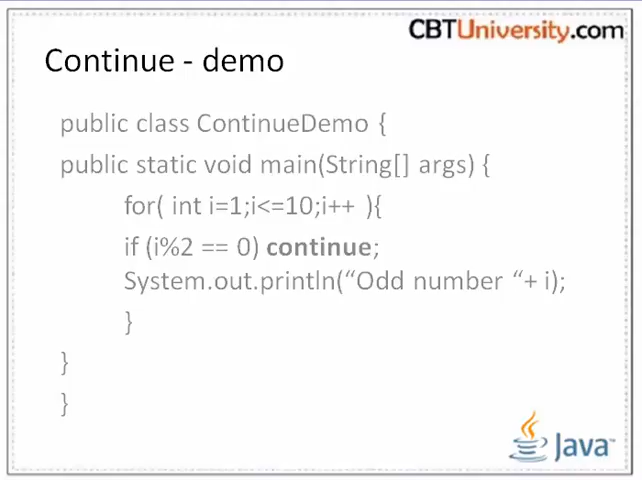 CBTUniversity.com
Continue - demo
public class ContinueDemo {
public static void main(String[] args) {
for( int i=1;i<=10;i++ ){
if (i%2 == 0) continue;
System.out.println(“Odd number “+ i);
}
}
}
Java™